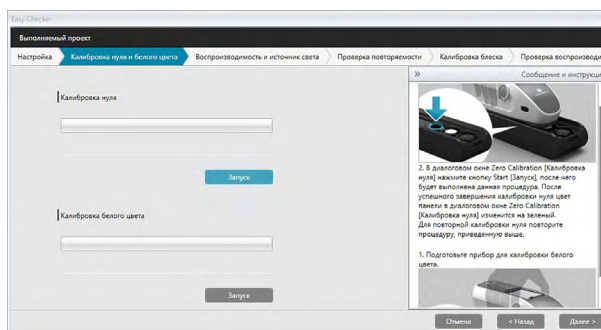 Easy Checker
Выполняемый проект
Настройка
Калибровка нуля и белого цвета
Воспроизводимость и источник света
Проверка повторяемости
Калибровка блеска
Проверка воспроизводи
Калибровка нуля
Запуск
Калибровка белого цвета
Запуск
»
Сообщение и инструкци
2. В диалоговом окне Zero Calibration [Калибровка
нуля] нажмите кнопку Start [Запуск], после чего
будет выполнена данная процедура. После
успешного завершения калибровки нуля цвет
панели в диалоговом окне Zero Calibration
[Калибровка нуля] изменится на зеленый.
Для повторной калибровки нуля повторите
процедуру, приведенную выше.
1. Подготовьте прибор для калибровки белого
цвета.
Отмена
< Назад
Далее >